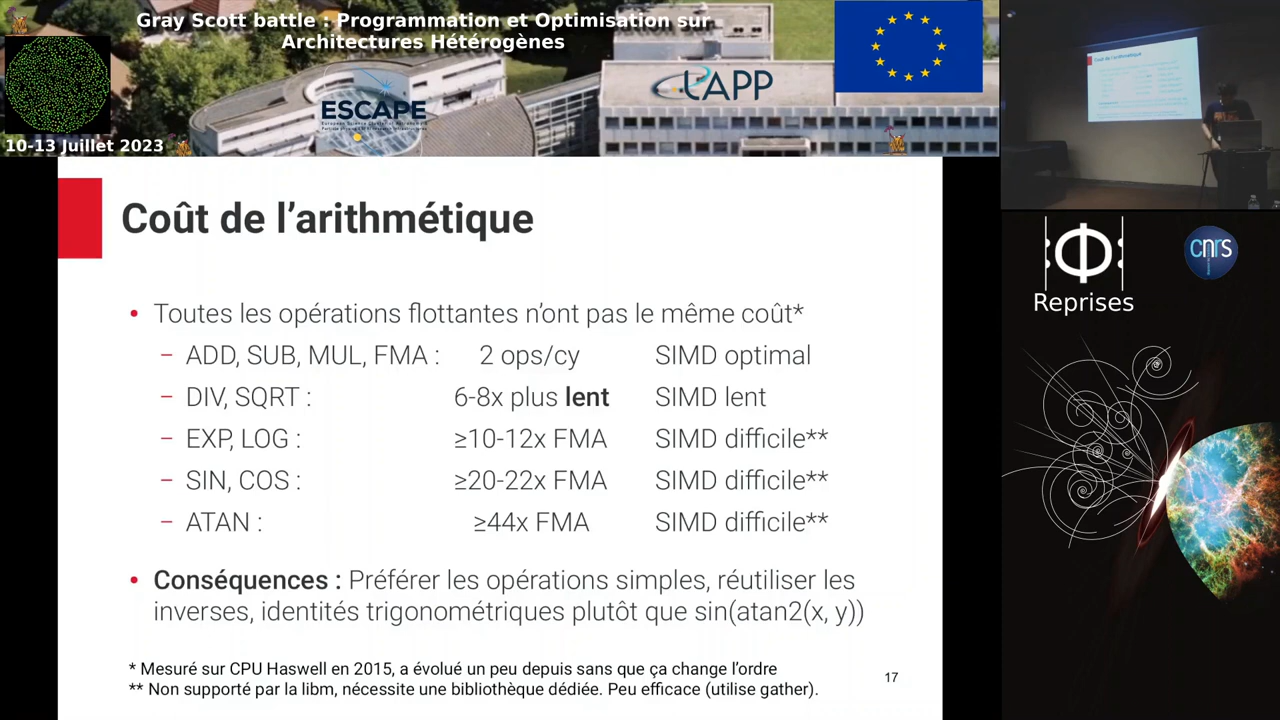 Gray Scott battle : Programmation et Optimisation sur
Architectures Hétérogènes
ESCAPE
LAPP
10-13 Juillet 2023
Coût de l’arithmétique
• Toutes les opérations flottantes n’ont pas le même coût*
– ADD, SUB, MUL, FMA : 2 ops/cy SIMD optimal
– DIV, SQRT : 6-8x plus lent SIMD lent
– EXP, LOG : ≥10-12x FMA SIMD difficile**
– SIN, COS : ≥20-22x FMA SIMD difficile**
– ATAN : ≥44x FMA SIMD difficile**
• Conséquences : Préférer les opérations simples, réutiliser les
inverses, identités trigonométriques plutôt que sin(atan2(x, y))
* Mesuré sur CPU Haswell en 2015, a évolué un peu depuis sans que ça change l’ordre
** Non supporté par la libm, nécessite une bibliothèque dédiée. Peu efficace (utilise gather).
17
Coût de l’arithmétique
Reprises
cnrs